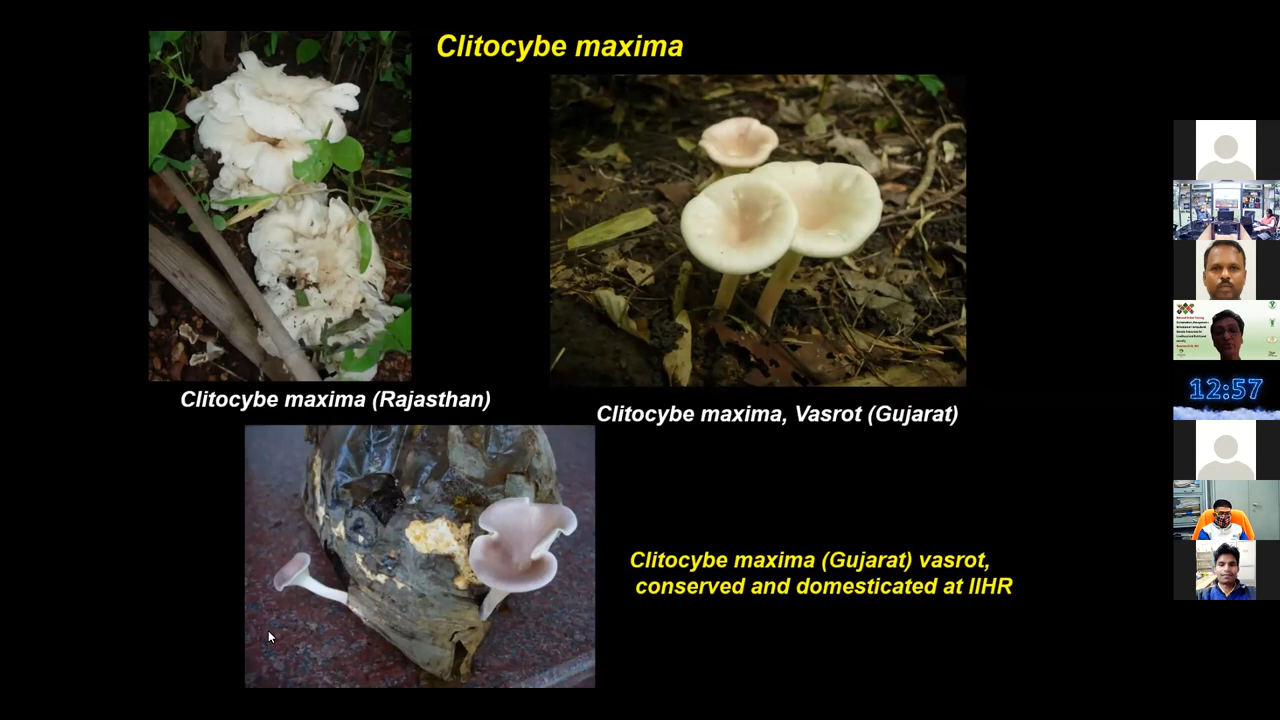 Clitocybe maxima
Clitocybe maxima (Rajasthan)
Clitocybe maxima, Vasrot (Gujarat)
Clitocybe maxima (Gujarat) vasrot,
conserved and domesticated at IIHR
12:57